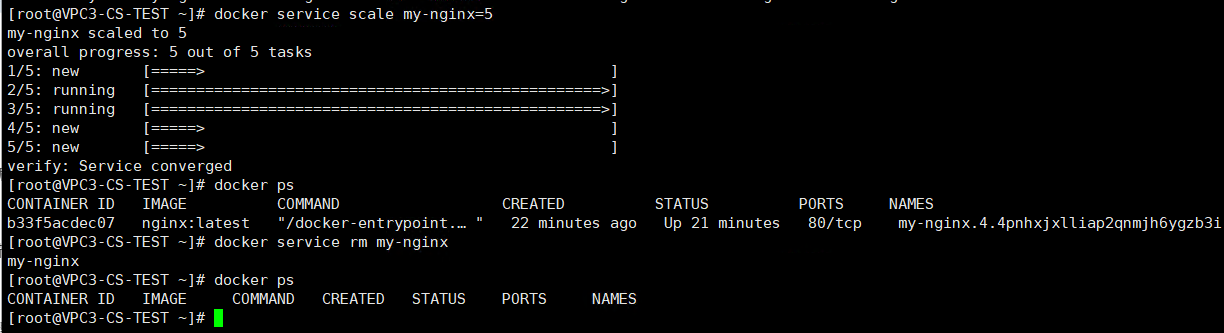 [root@VPC3-CS-TEST ~]# docker service scale my-nginx=5
my-nginx scaled to 5
overall progress: 5 out of 5 tasks
1/5: new       [=====>                                             ]
2/5: running   [==================================================>]
3/5: running   [==================================================>]
4/5: new       [=====>                                             ]
5/5: new       [=====>                                             ]
verify: Service converged
[root@VPC3-CS-TEST ~]# docker ps
CONTAINER ID   IMAGE          COMMAND                  CREATED          STATUS          PORTS     NAMES
b33f5acdec07   nginx:latest   "/docker-entrypoint.… "   22 minutes ago   Up 21 minutes   80/tcp    my-nginx.4.4pnhxjxlliap2qnmjh6ygzb3i
[root@VPC3-CS-TEST ~]# docker service rm my-nginx
my-nginx
[root@VPC3-CS-TEST ~]# docker ps
CONTAINER ID   IMAGE     COMMAND   CREATED   STATUS    PORTS     NAMES
[root@VPC3-CS-TEST ~]#